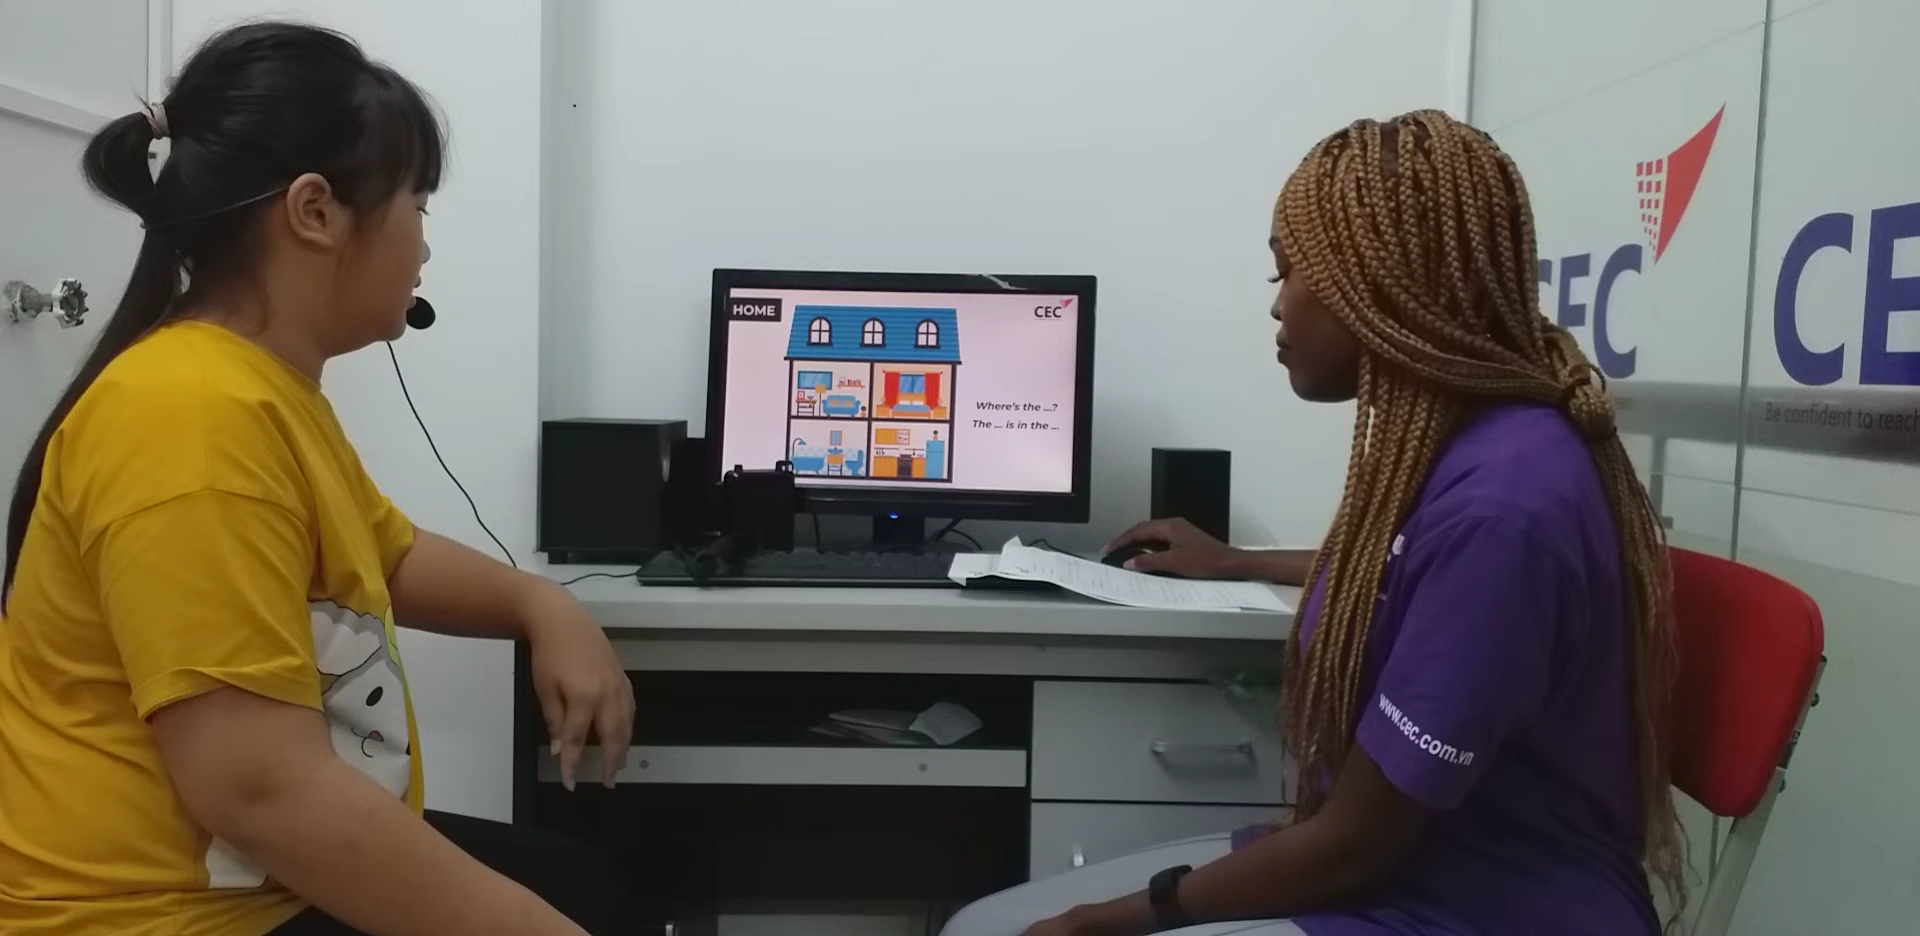 HOME
CEC
Where's the ...?
The ... is in the ...
CEC
CE
Be confident to reach
www.cec.com.vn